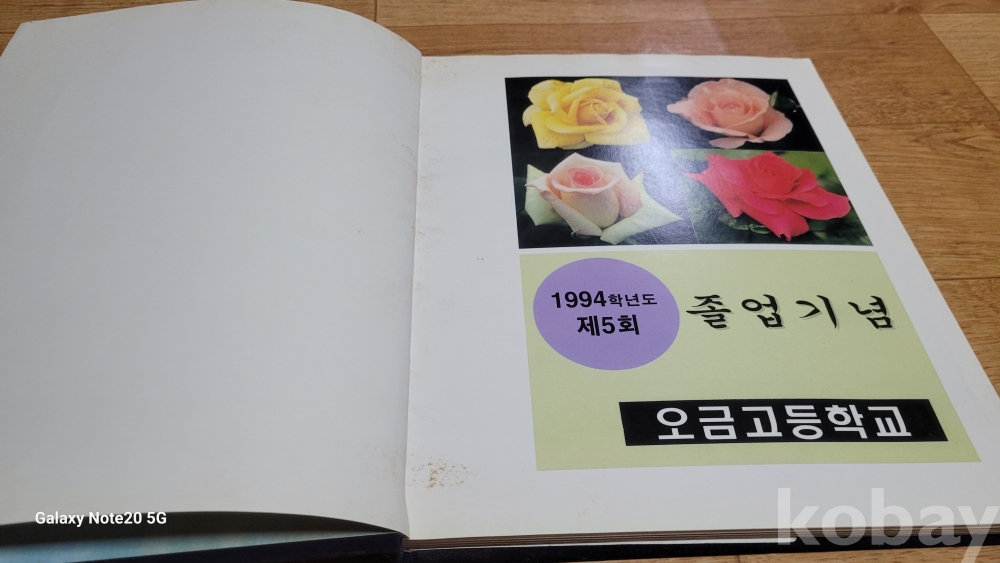 1994학년도
제5회
졸업기념
오금고등학교
Galaxy Note20 5G
kobay